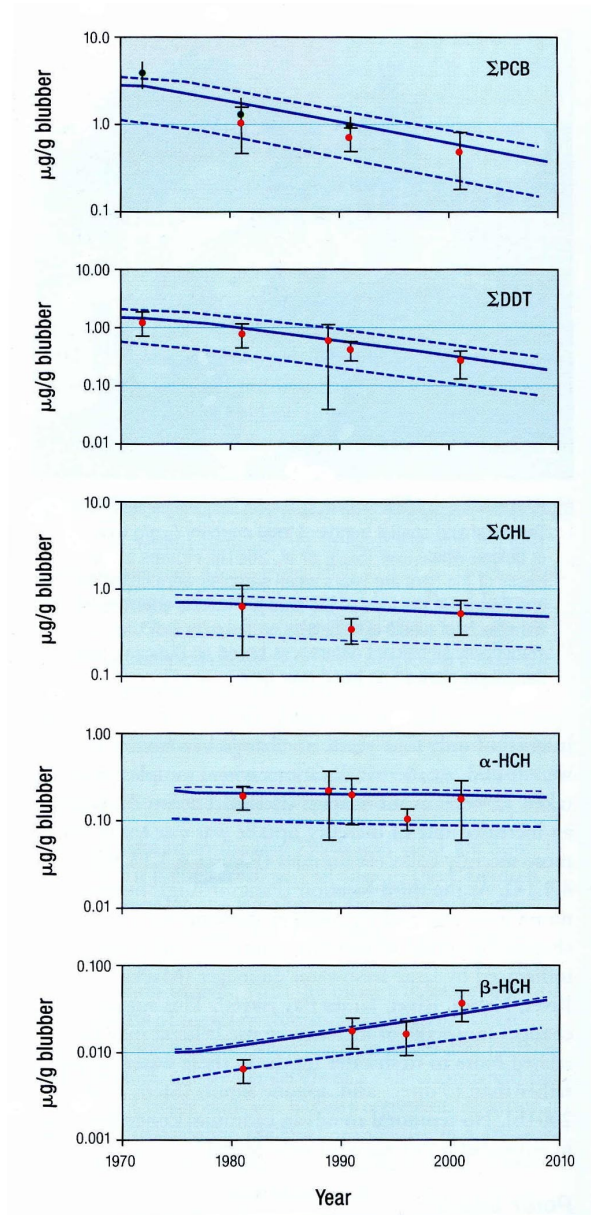 10.0
ΣPCB
1.0
0.1
μg/g blubber
10.00
ΣDDT
1.00
0.10
0.01
μg/g blubber
10.0
ΣCHL
1.0
0.1
μg/g blubber
1.00
α-HCH
0.10
0.01
μg/g blubber
0.100
β-HCH
0.010
0.001
μg/g blubber
1970 1980 1990 2000 2010
Year